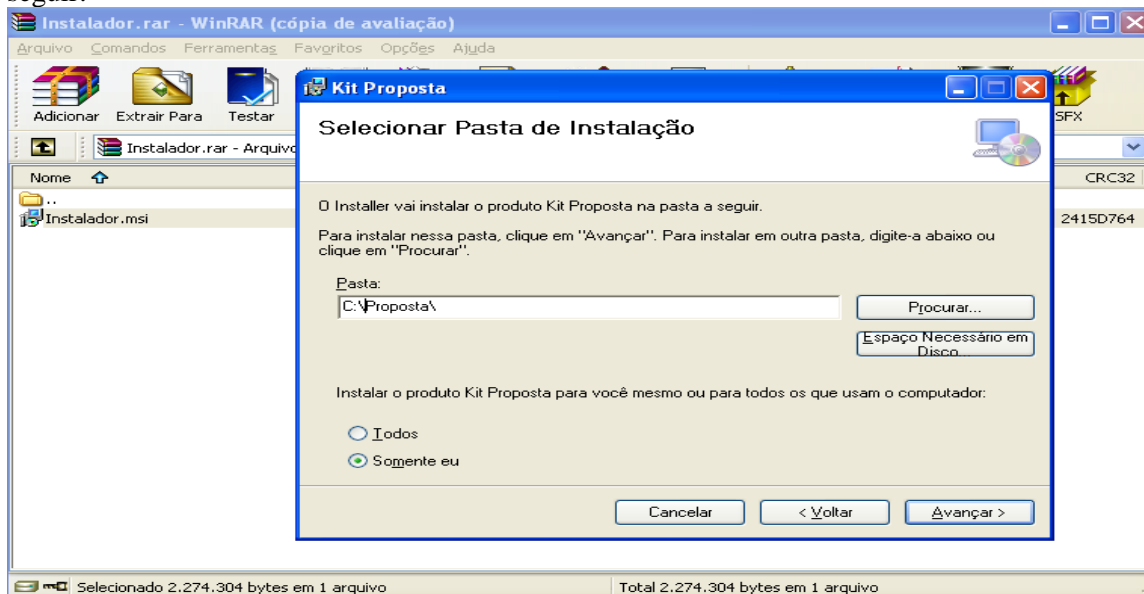 seguir.
Instalador.rar - WinRAR (cópia de avaliação)
Arquivo Comandos Ferramentas Favoritos Opções Ajuda
Adicionar Extrair Para Testar SFX
Instalador.rar - Arquivo
Nome CRC32
..
Instalador.msi 2415D764
Kit Proposta
Selecionar Pasta de Instalação
O Installer vai instalar o produto Kit Proposta na pasta a seguir.
Para instalar nessa pasta, clique em "Avançar". Para instalar em outra pasta, digite-a abaixo ou
clique em "Procurar".
Pasta:
C:\Proposta\
Procurar...
Espaço Necessário em
Disco...
Instalar o produto Kit Proposta para você mesmo ou para todos os que usam o computador:
Todos
Somente eu
Cancelar < Voltar Avançar >
Selecionado 2.274.304 bytes em 1 arquivo Total 2.274.304 bytes em 1 arquivo